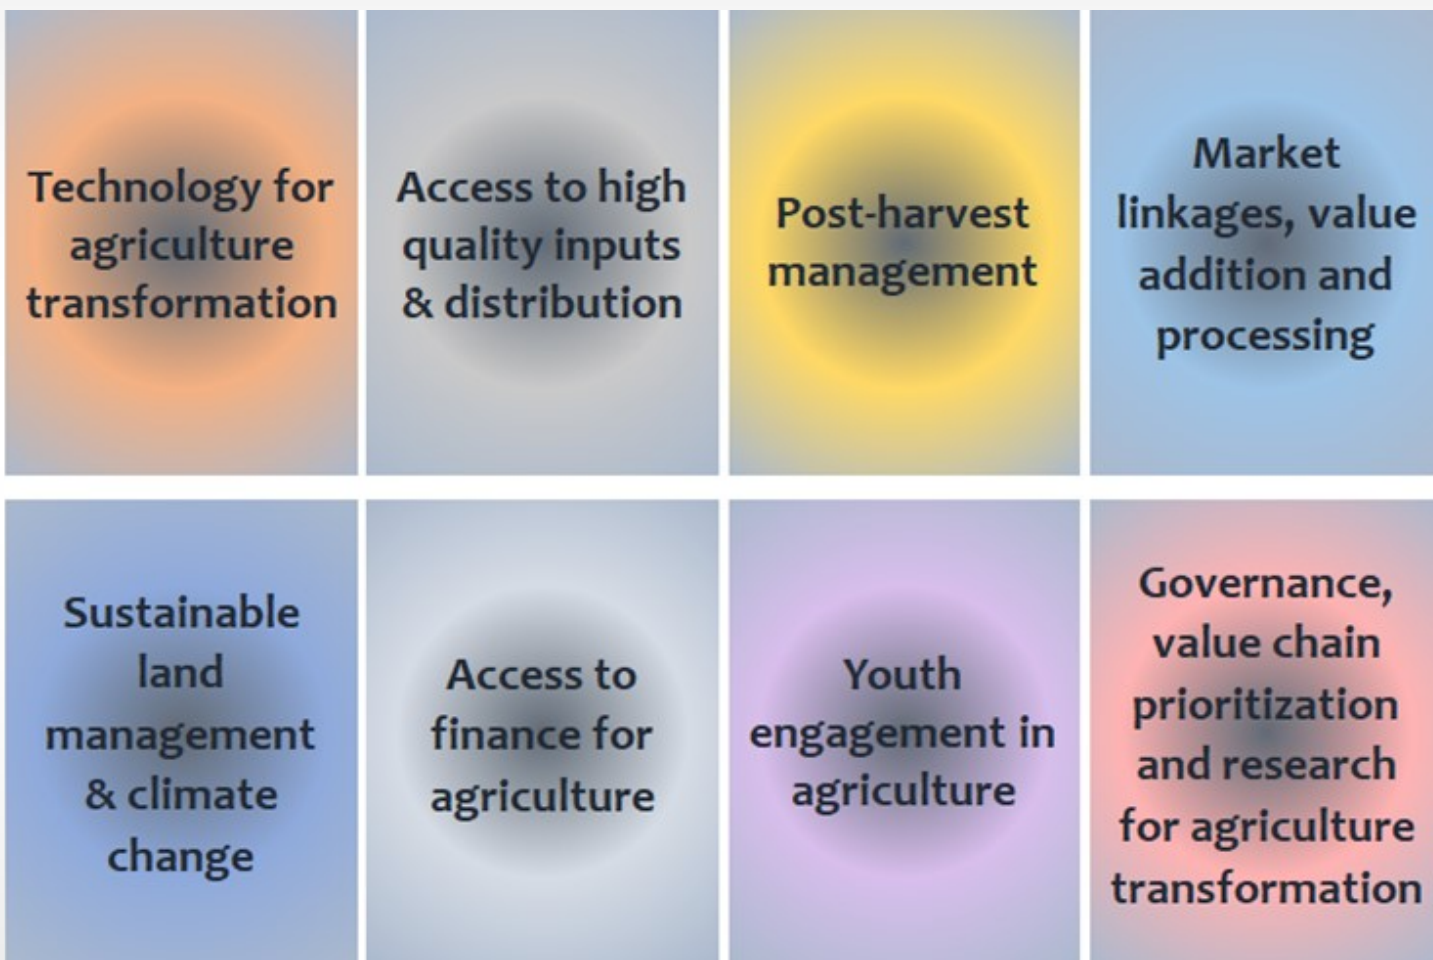 Technology for
agriculture
transformation
Access to high
quality inputs
& distribution
Post-harvest
management
Market
linkages, value
addition and
processing
Sustainable
land
management
& climate
change
Access to
finance for
agriculture
Youth
engagement in
agriculture
Governance,
value chain
prioritization
and research
for agriculture
transformation